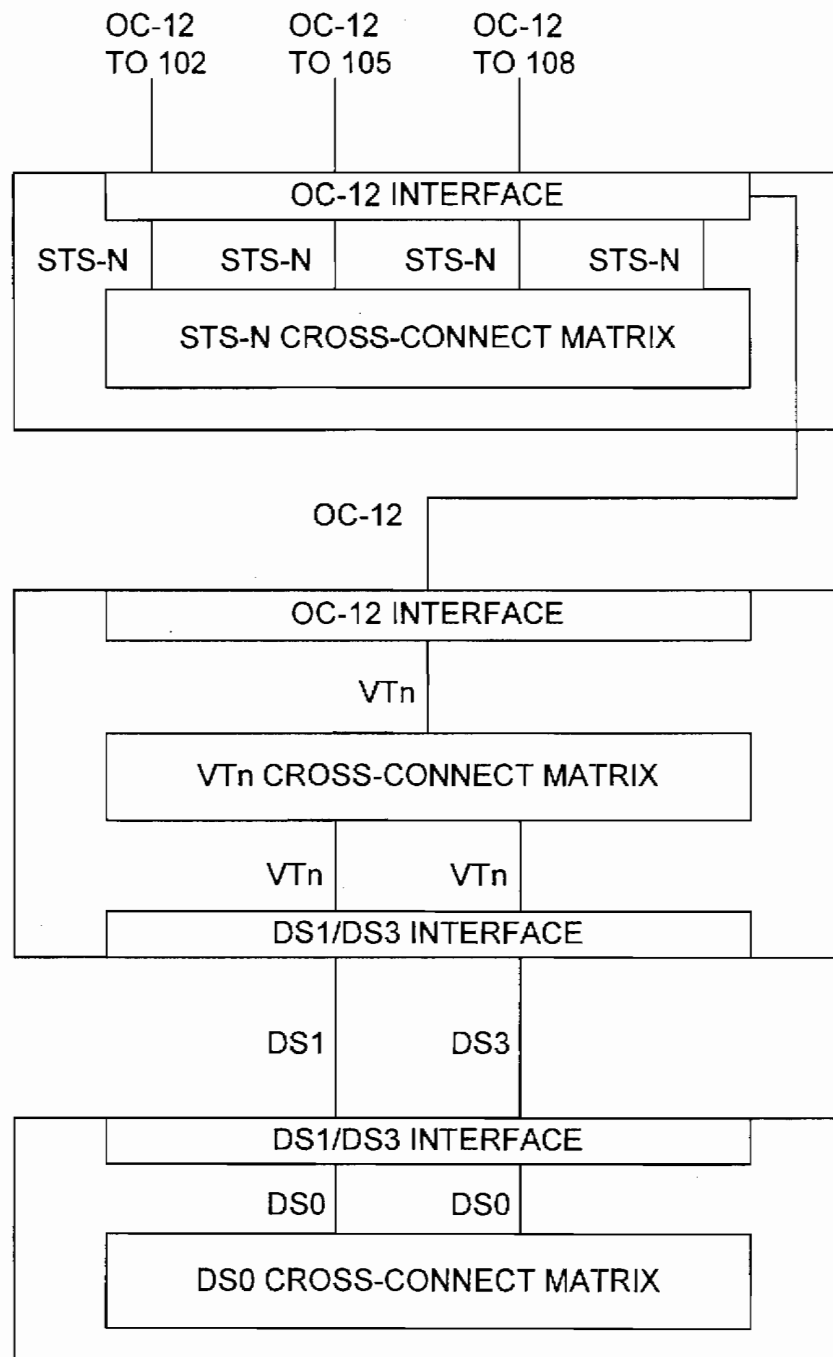 OC-12 OC-12 OC-12
TO 102 TO 105 TO 108
OC-12 INTERFACE
STS-N STS-N STS-N STS-N
STS-N CROSS-CONNECT MATRIX
OC-12
OC-12 INTERFACE
VTn
VTn CROSS-CONNECT MATRIX
VTn VTn
DS1/DS3 INTERFACE
DS1 DS3
DS1/DS3 INTERFACE
DS0 DS0
DS0 CROSS-CONNECT MATRIX